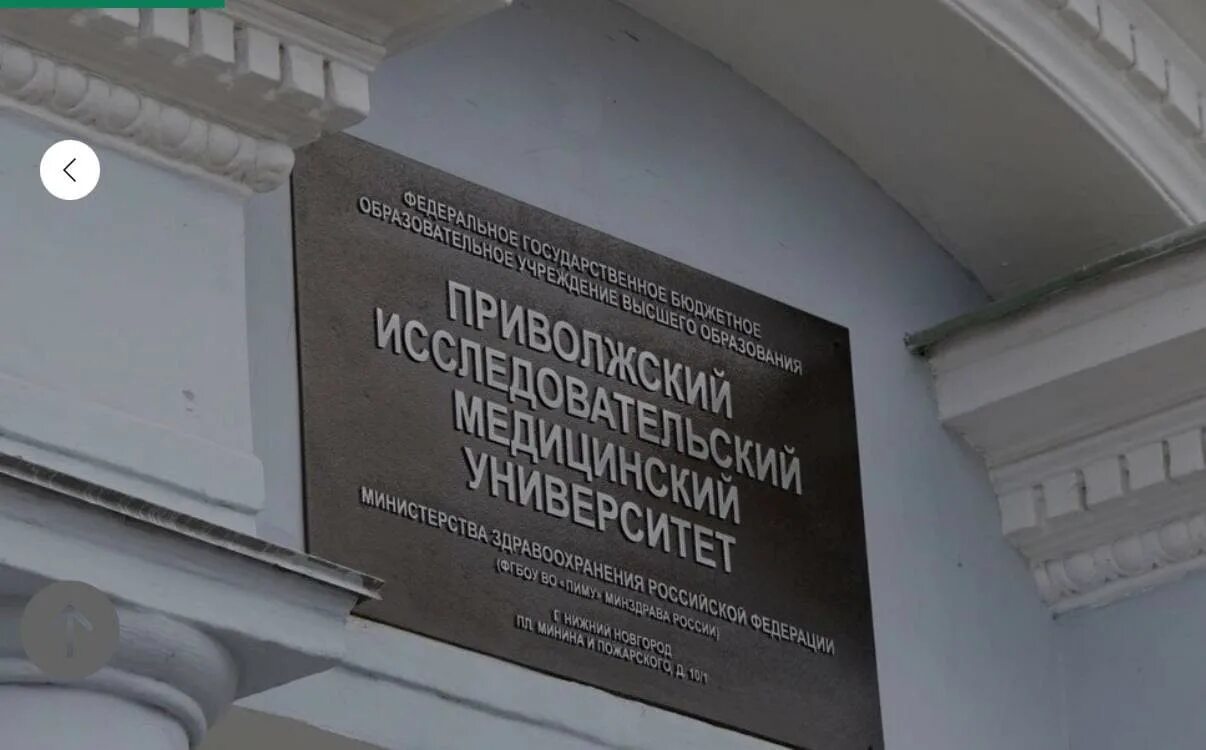 ФЕДЕРАЛЬНОЕ ГОСУДАРСТВЕННОЕ БЮДЖЕТНОЕ
ОБРАЗОВАТЕЛЬНОЕ УЧРЕЖДЕНИЕ ВЫСШЕГО ОБРАЗОВАНИЯ
ПРИВОЛЖСКИЙ
ИССЛЕДОВАТЕЛЬСКИЙ
МЕДИЦИНСКИЙ
УНИВЕРСИТЕТ
МИНИСТЕРСТВА ЗДРАВООХРАНЕНИЯ РОССИЙСКОЙ ФЕДЕРАЦИИ
(ФГБОУ ВО «ПИМУ» МИНЗДРАВА РОССИИ)
Г. НИЖНИЙ НОВГОРОД
ПЛ. МИНИНА И ПОЖАРСКОГО, Д. 10/1